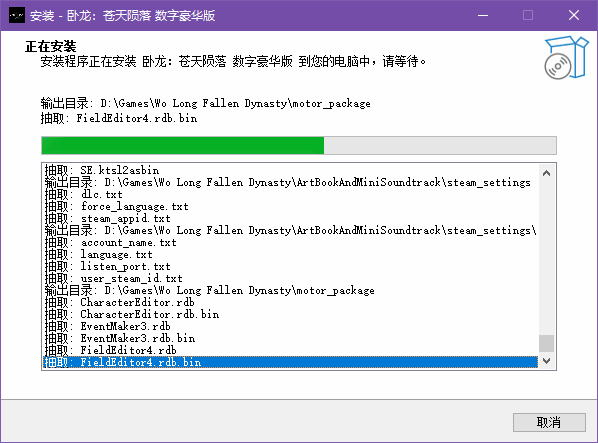 安装 - 卧龙：苍天陨落 数字豪华版
正在安装
安装程序正在安装 卧龙：苍天陨落 数字豪华版 到您的电脑中，请等待。
输出目录: D:\Games\Wo Long Fallen Dynasty\motor_package
抽取: FieldEditor4.rdb.bin
抽取: SE.ktsl2asbin
输出目录: D:\Games\Wo Long Fallen Dynasty\ArtBookAndMiniSoundtrack\steam_settings
抽取: dlc.txt
抽取: force_language.txt
抽取: steam_appid.txt
输出目录: D:\Games\Wo Long Fallen Dynasty\ArtBookAndMiniSoundtrack\steam_settings\
抽取: account_name.txt
抽取: language.txt
抽取: listen_port.txt
抽取: user_steam_id.txt
输出目录: D:\Games\Wo Long Fallen Dynasty\motor_package
抽取: CharacterEditor.rdb
抽取: CharacterEditor.rdb.bin
抽取: EventMaker3.rdb
抽取: EventMaker3.rdb.bin
抽取: FieldEditor4.rdb
抽取: FieldEditor4.rdb.bin
取消